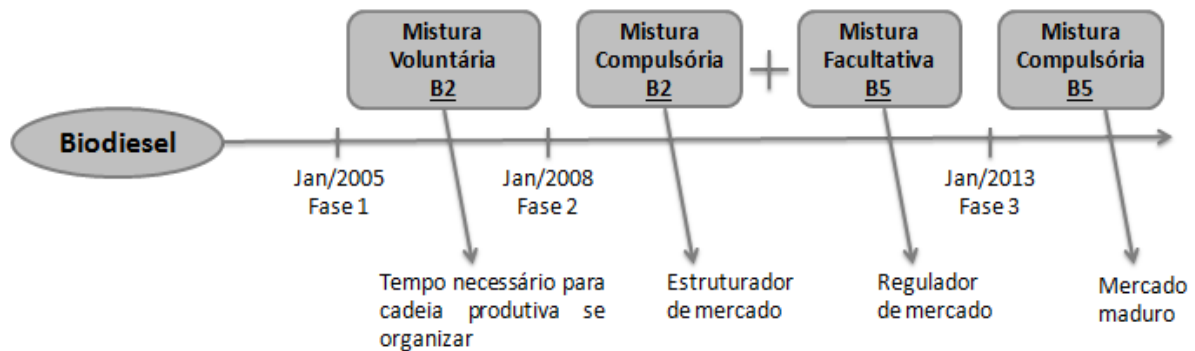 Mistura
Voluntária
B2
Mistura
Compulsória
B2
Mistura
Facultativa
B5
Mistura
Compulsória
B5
Biodiesel
Jan/2005
Fase 1
Jan/2008
Fase 2
Jan/2013
Fase 3
Tempo necessário para
cadeia produtiva se
organizar
Estruturador
de mercado
Regulador
de mercado
Mercado
maduro